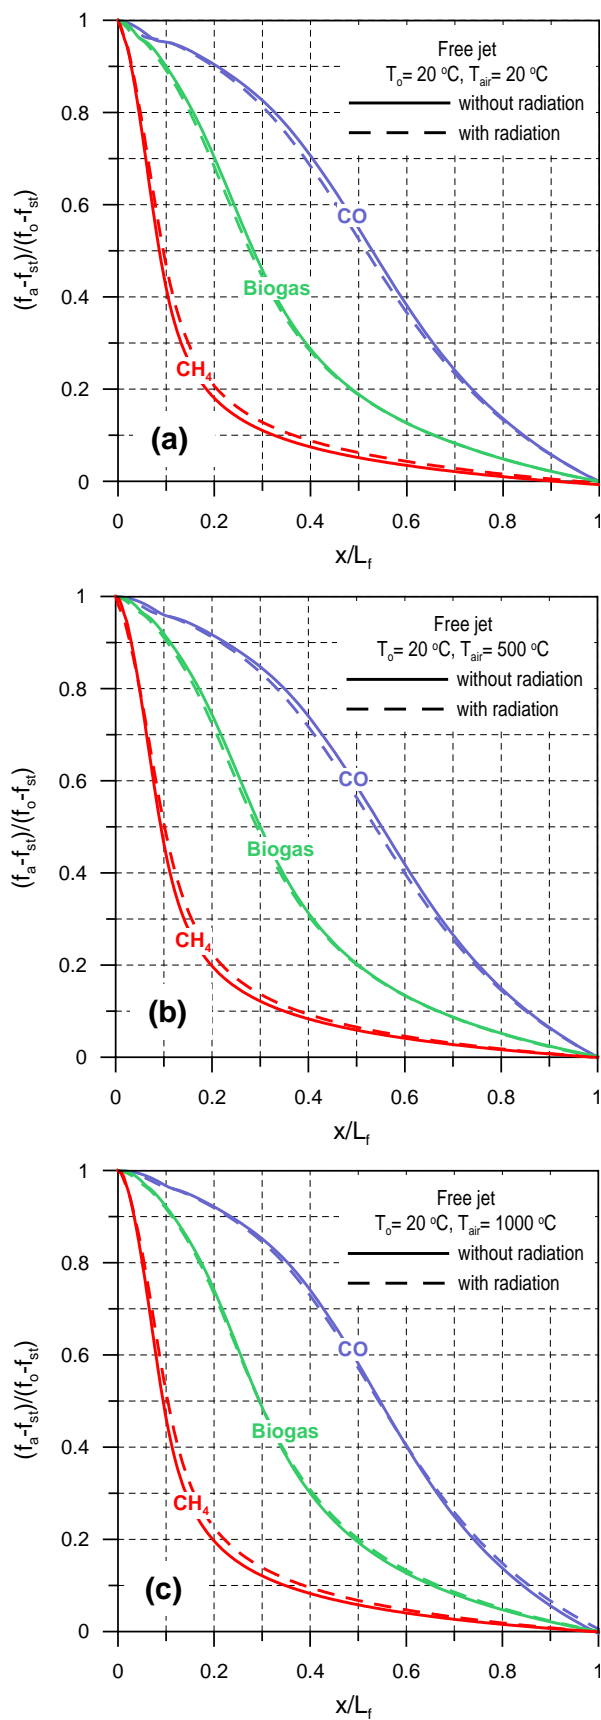 1
0.8
0.6
0.4
0.2
0
(fₐ-fₛₜ)/(fₒ-fₛₜ)
Free jet
Tₒ= 20 ºC, Tair= 20 ºC
without radiation
with radiation
CO
Biogas
CH₄
(a)
0 0.2 0.4 0.6 0.8 1
x/Lf
1
0.8
0.6
0.4
0.2
0
(fₐ-fₛₜ)/(fₒ-fₛₜ)
Free jet
Tₒ= 20 ºC, Tair= 500 ºC
without radiation
with radiation
CO
Biogas
CH₄
(b)
0 0.2 0.4 0.6 0.8 1
x/Lf
1
0.8
0.6
0.4
0.2
0
(fₐ-fₛₜ)/(fₒ-fₛₜ)
Free jet
Tₒ= 20 ºC, Tair= 1000 ºC
without radiation
with radiation
CO
Biogas
CH₄
(c)
0 0.2 0.4 0.6 0.8 1
x/Lf